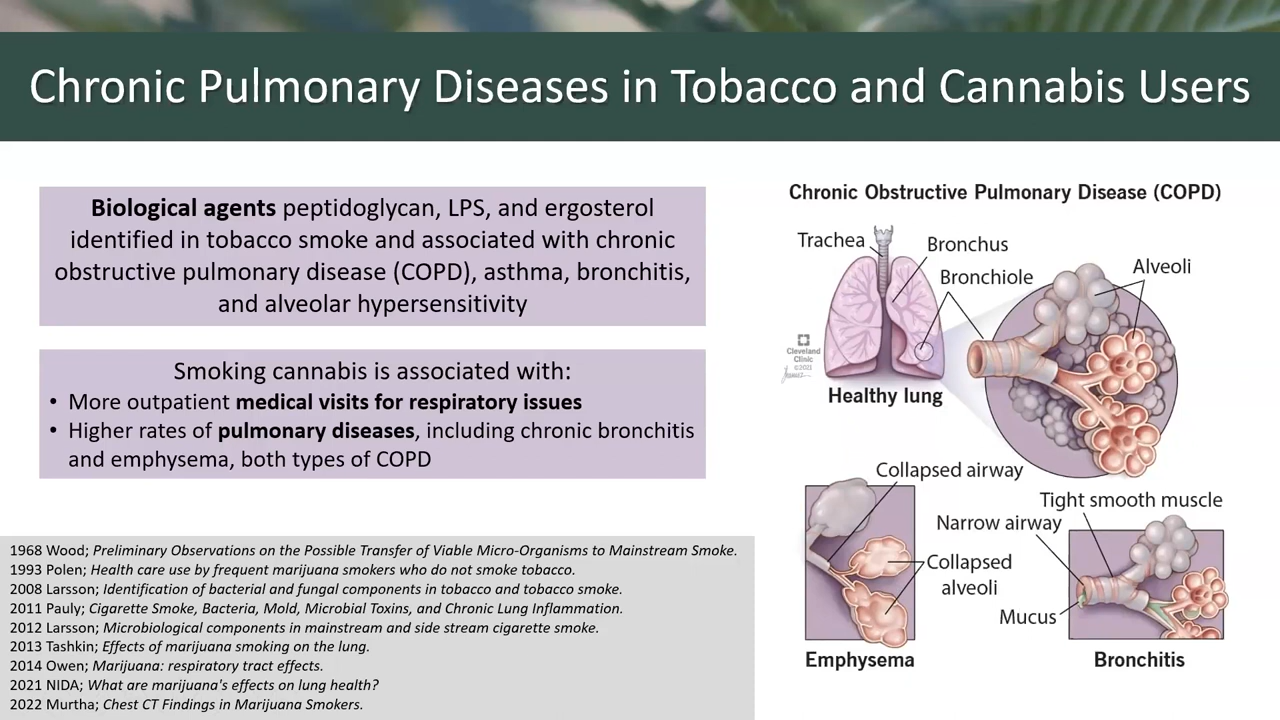 Chronic Pulmonary Diseases in Tobacco and Cannabis Users
Biological agents peptidoglycan, LPS, and ergosterol
identified in tobacco smoke and associated with chronic
obstructive pulmonary disease (COPD), asthma, bronchitis,
and alveolar hypersensitivity
Smoking cannabis is associated with:
• More outpatient medical visits for respiratory issues
• Higher rates of pulmonary diseases, including chronic bronchitis
and emphysema, both types of COPD
1968 Wood; Preliminary Observations on the Possible Transfer of Viable Micro-Organisms to Mainstream Smoke.
1993 Polen; Health care use by frequent marijuana smokers who do not smoke tobacco.
2008 Larsson; Identification of bacterial and fungal components in tobacco and tobacco smoke.
2011 Pauly; Cigarette Smoke, Bacteria, Mold, Microbial Toxins, and Chronic Lung Inflammation.
2012 Larsson; Microbiological components in mainstream and side stream cigarette smoke.
2013 Tashkin; Effects of marijuana smoking on the lung.
2014 Owen; Marijuana: respiratory tract effects.
2021 NIDA; What are marijuana's effects on lung health?
2022 Murtha; Chest CT Findings in Marijuana Smokers.
Chronic Obstructive Pulmonary Disease (COPD)
Trachea
Bronchus
Bronchiole
Alveoli
Cleveland
Clinic
©2021
Healthy lung
Collapsed airway
Collapsed
alveoli
Emphysema
Tight smooth muscle
Narrow airway
Mucus
Bronchitis